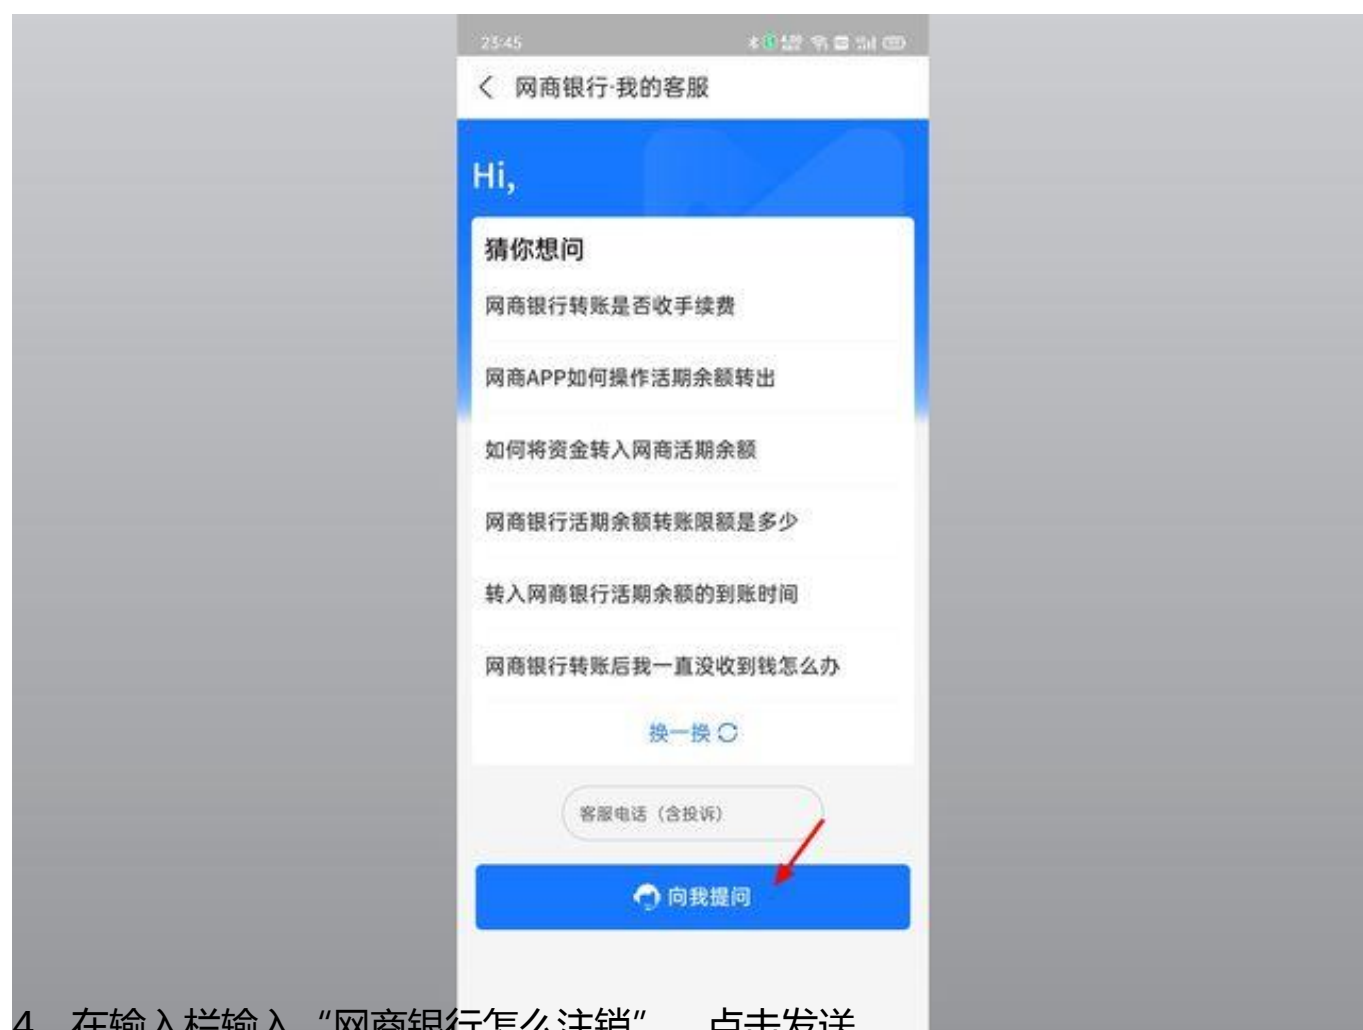 23:45
网商银行·我的客服
Hi,
猜你想问
网商银行转账是否收手续费
网商APP如何操作活期余额转出
如何将资金转入网商活期余额
网商银行活期余额转账限额是多少
转入网商银行活期余额的到账时间
网商银行转账后我一直没收到钱怎么办
换一换
客服电话（含投诉）
向我提问
4、在输入栏输入“网商银行怎么注销”，点击发送